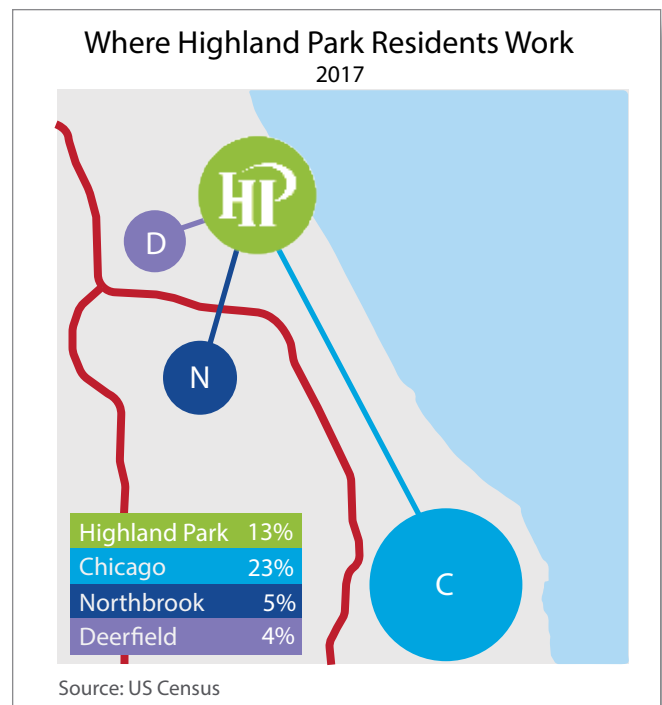 Where Highland Park Residents Work
2017
HP
D
N
C
Highland Park 13%
Chicago 23%
Northbrook 5%
Deerfield 4%
Source: US Census